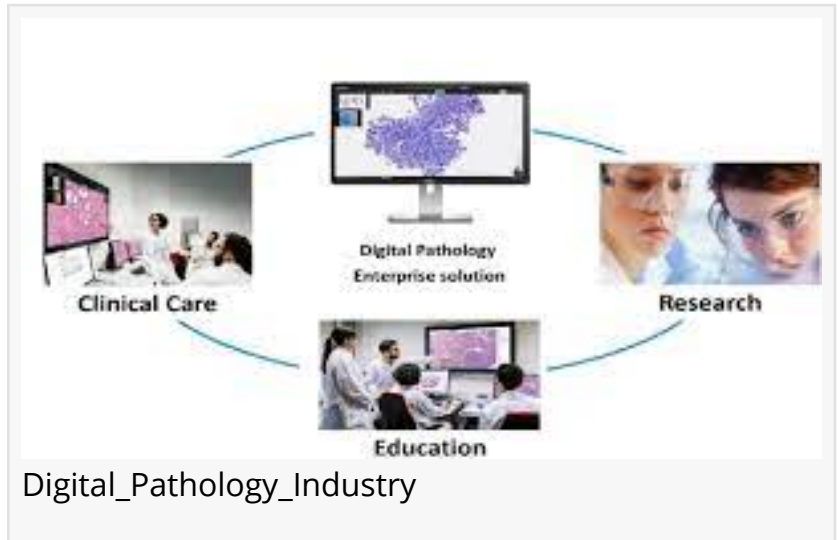 Digital Pathology
Enterprise solution
Clinical Care
Research
Education
Digital_Pathology_Industry